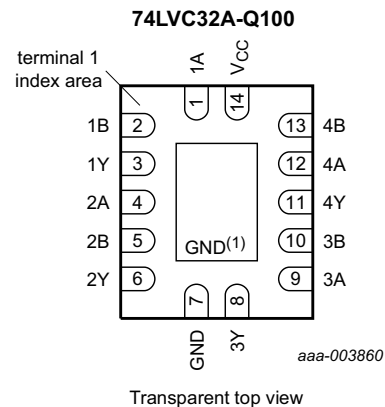 74LVC32A-Q100
terminal 1
index area
1A
VCC
1
14
1B 2
13 4B
1Y 3
12 4A
2A 4
11 4Y
2B 5
10 3B
GND(1)
2Y 6
9 3A
7
8
GND
3Y
aaa-003860
Transparent top view